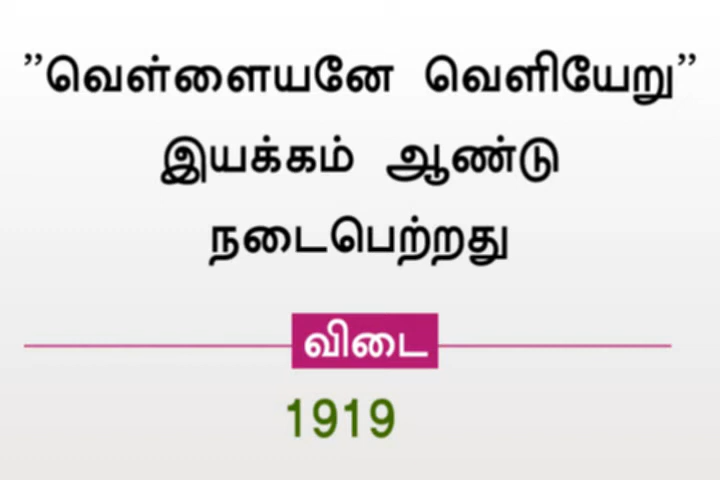 ”வெள்ளையனே வெளியேறு”
இயக்கம் ஆண்டு
நடைபெற்றது
விடை
1919